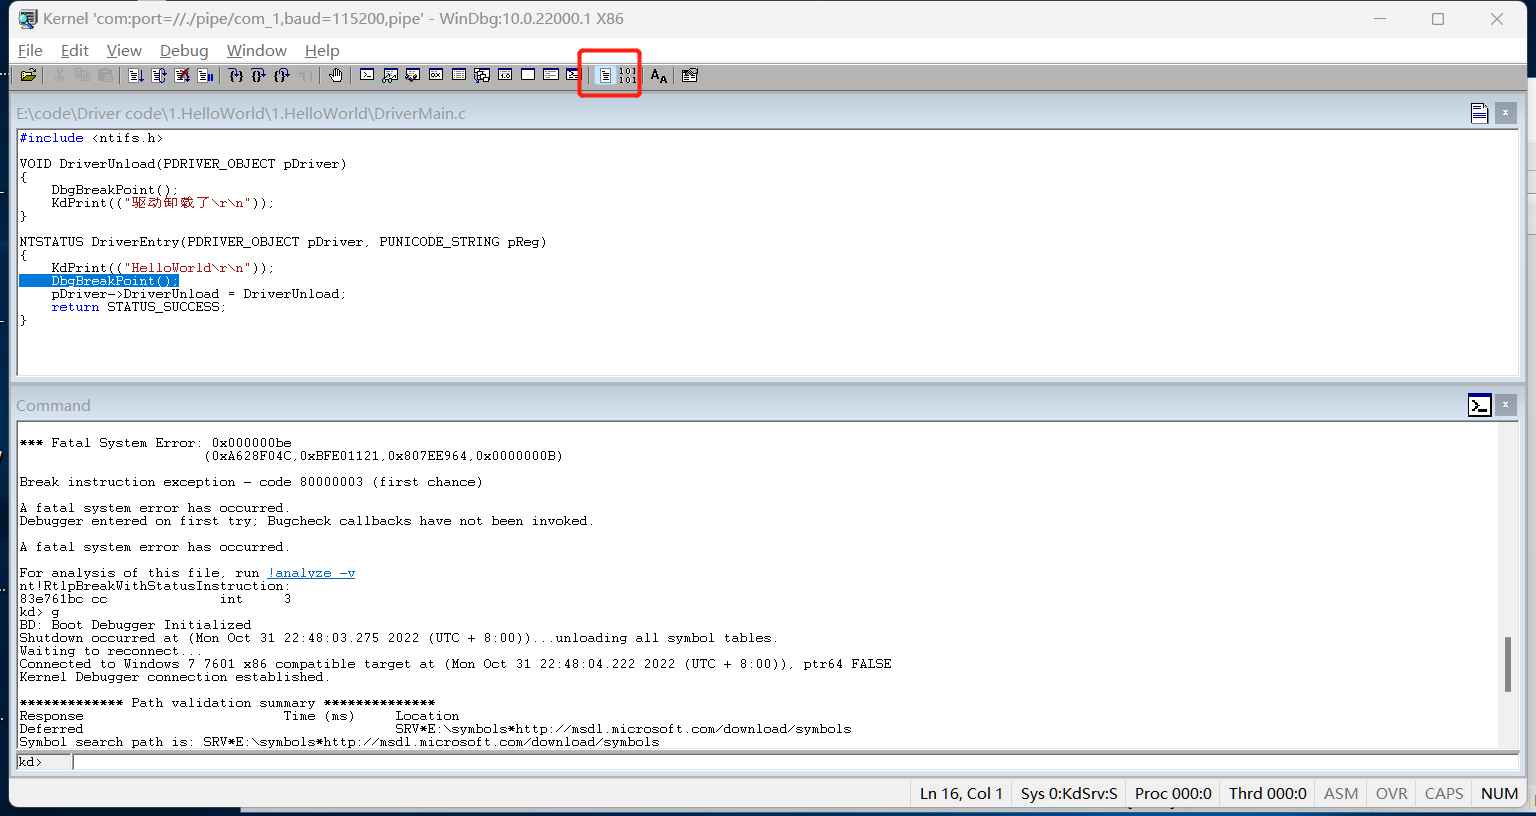 Kernel 'com:port=//./pipe/com_1,baud=115200,pipe' - WinDbg:10.0.22000.1 X86
File Edit View Debug Window Help
101
101
AA
E:\code\Driver code\1.HelloWorld\1.HelloWorld\DriverMain.c
#include <ntifs.h>
VOID DriverUnload(PDRIVER_OBJECT pDriver)
{
DbgBreakPoint();
KdPrint(("驱动卸载了\r\n"));
}
NTSTATUS DriverEntry(PDRIVER_OBJECT pDriver, PUNICODE_STRING pReg)
{
KdPrint(("HelloWorld\r\n"));
DbgBreakPoint();
pDriver->DriverUnload = DriverUnload;
return STATUS_SUCCESS;
}
Command
*** Fatal System Error: 0x000000be
(0xA628F04C,0xBFE01121,0x807EE964,0x0000000B)
Break instruction exception - code 80000003 (first chance)
A fatal system error has occurred.
Debugger entered on first try; Bugcheck callbacks have not been invoked.
A fatal system error has occurred.
For analysis of this file, run !analyze -v
nt!RtlpBreakWithStatusInstruction:
83e761bc cc int 3
kd> g
BD: Boot Debugger Initialized
Shutdown occurred at (Mon Oct 31 22:48:03.275 2022 (UTC + 8:00))...unloading all symbol tables.
Waiting to reconnect...
Connected to Windows 7 7601 x86 compatible target at (Mon Oct 31 22:48:04.222 2022 (UTC + 8:00)), ptr64 FALSE
Kernel Debugger connection established.
************* Path validation summary **************
Response Time (ms) Location
Deferred SRV*E:\symbols*http://msdl.microsoft.com/download/symbols
Symbol search path is: SRV*E:\symbols*http://msdl.microsoft.com/download/symbols
kd>
Ln 16, Col 1 Sys 0:KdSrv:S Proc 000:0 Thrd 000:0 ASM OVR CAPS NUM